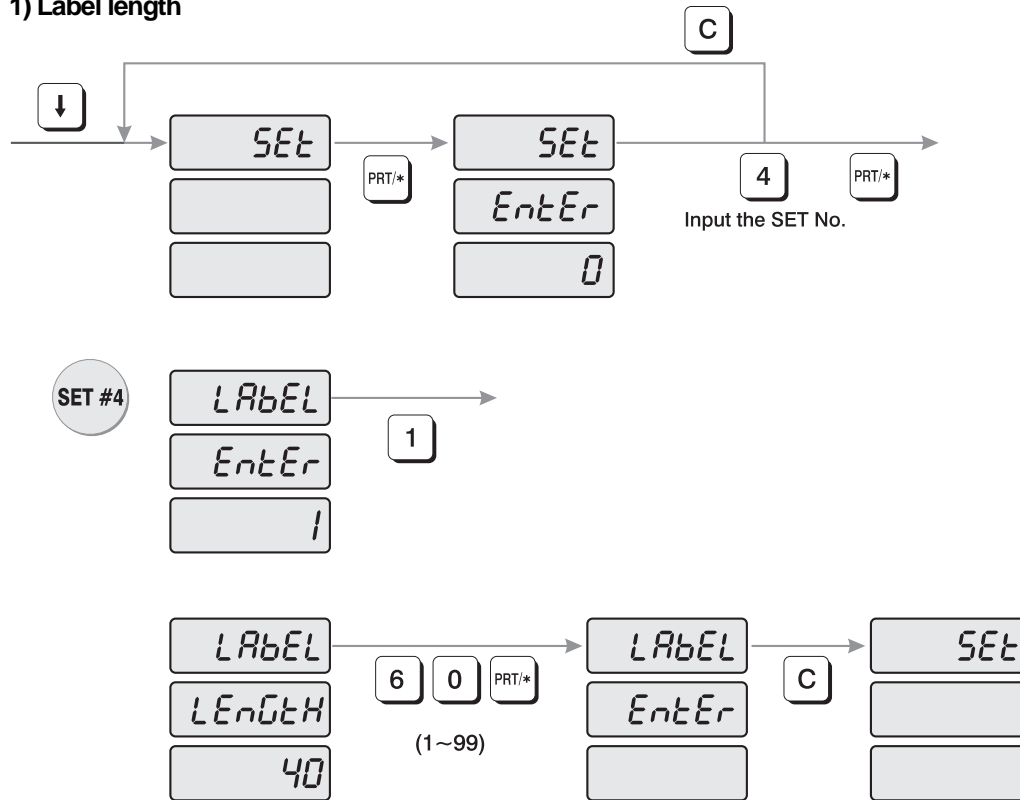 1) Label length
C
↓
SEt
PRT/*
SEt
4
PRT/*
EntEr
Input the SET No.
0
SET #4
LAbEL
1
EntEr
1
LAbEL
6 0 PRT/*
LAbEL
C
SEt
LEnGtH
(1~99)
EntEr
40